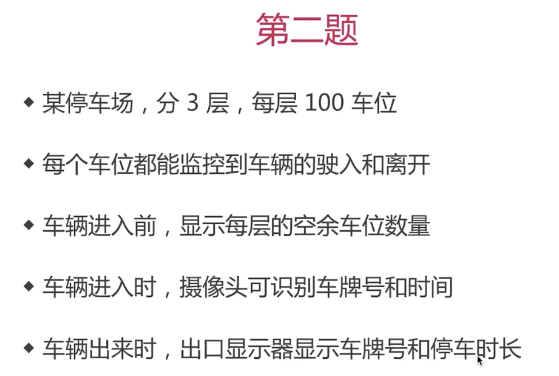 第二题
◆ 某停车场，分 3 层，每层 100 车位
◆ 每个车位都能监控到车辆的驶入和离开
◆ 车辆进入前，显示每层的空余车位数量
◆ 车辆进入时，摄像头可识别车牌号和时间
◆ 车辆出来时，出口显示器显示车牌号和停车时长